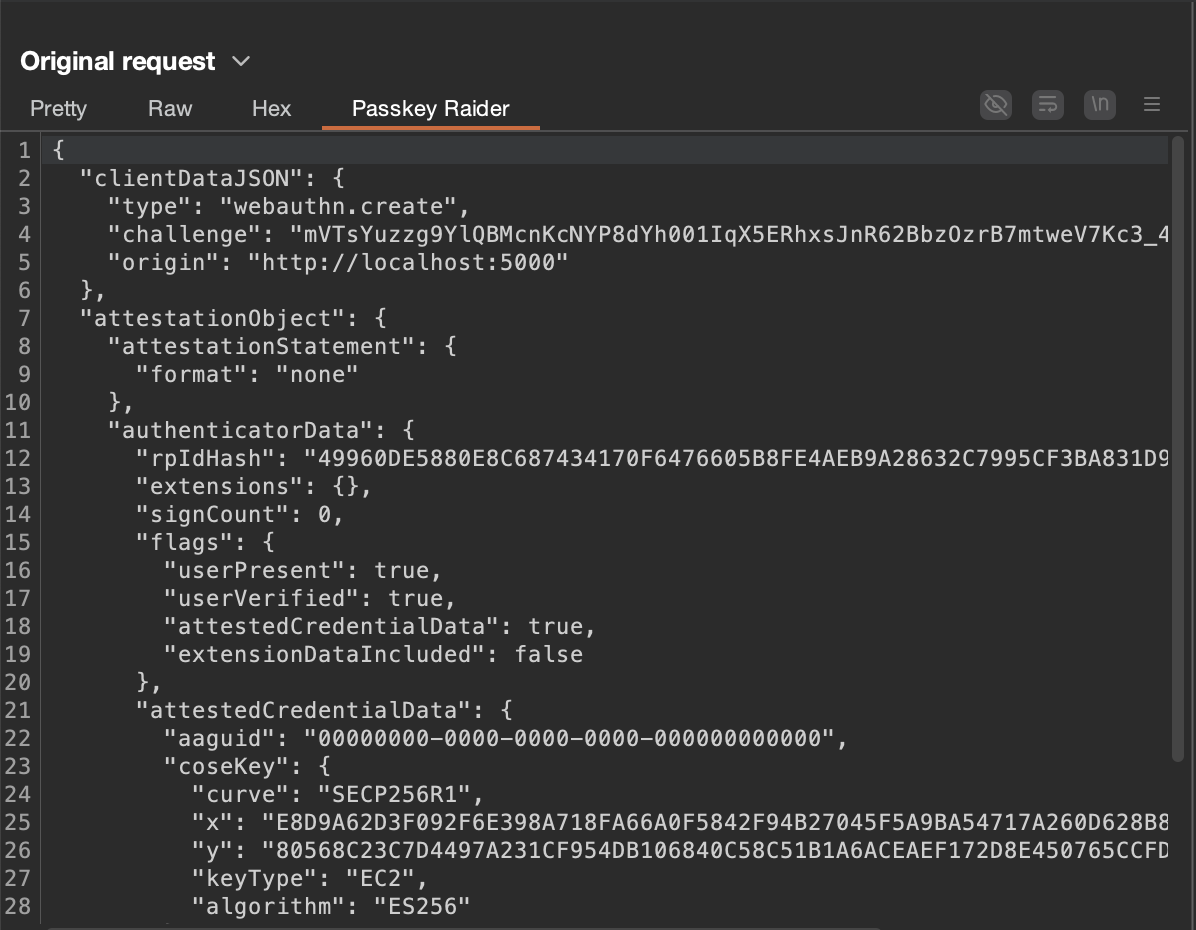 Original request
Pretty Raw Hex Passkey Raider \n
1 {
2 "clientDataJSON": {
3 "type": "webauthn.create",
4 "challenge": "mVTsYuzzg9YlQBMcnKcNYP8dYh001IqX5ERhxsJnR62BbzOzrB7mtweV7Kc3_4
5 "origin": "http://localhost:5000"
6 },
7 "attestationObject": {
8 "attestationStatement": {
9 "format": "none"
10 },
11 "authenticatorData": {
12 "rpIdHash": "49960DE5880E8C687434170F6476605B8FE4AEB9A28632C7995CF3BA831D9
13 "extensions": {},
14 "signCount": 0,
15 "flags": {
16 "userPresent": true,
17 "userVerified": true,
18 "attestedCredentialData": true,
19 "extensionDataIncluded": false
20 },
21 "attestedCredentialData": {
22 "aaguid": "00000000-0000-0000-0000-000000000000",
23 "coseKey": {
24 "curve": "SECP256R1",
25 "x": "E8D9A62D3F092F6E398A718FA66A0F5842F94B27045F5A9BA54717A260D628B8
26 "y": "80568C23C7D4497A231CF954DB106840C58C51B1A6ACEAEF172D8E450765CCFD
27 "keyType": "EC2",
28 "algorithm": "ES256"